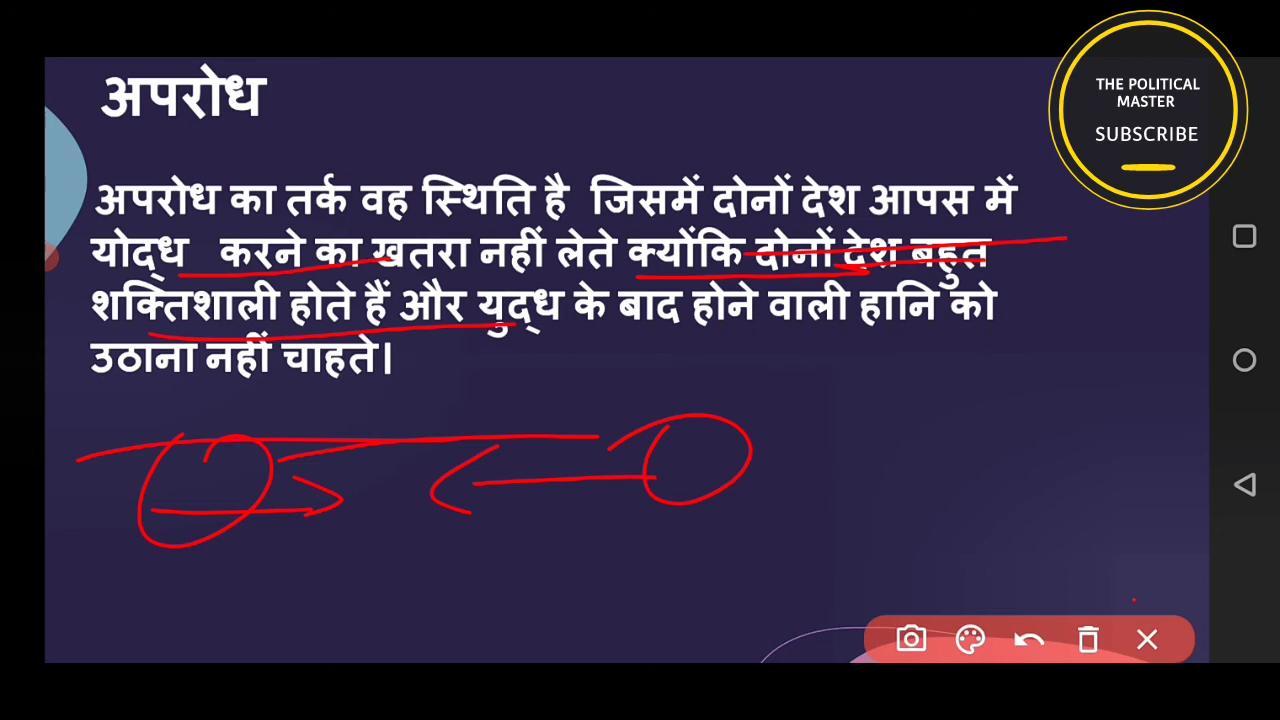 अपरोध
THE POLITICAL
MASTER
SUBSCRIBE
अपरोध का तर्क वह स्थिति है जिसमें दोनों देश आपस में
योद्ध करने का खतरा नहीं लेते क्योंकि दोनों देश बहुत
शक्तिशाली होते हैं और युद्ध के बाद होने वाली हानि को
उठाना नहीं चाहते।